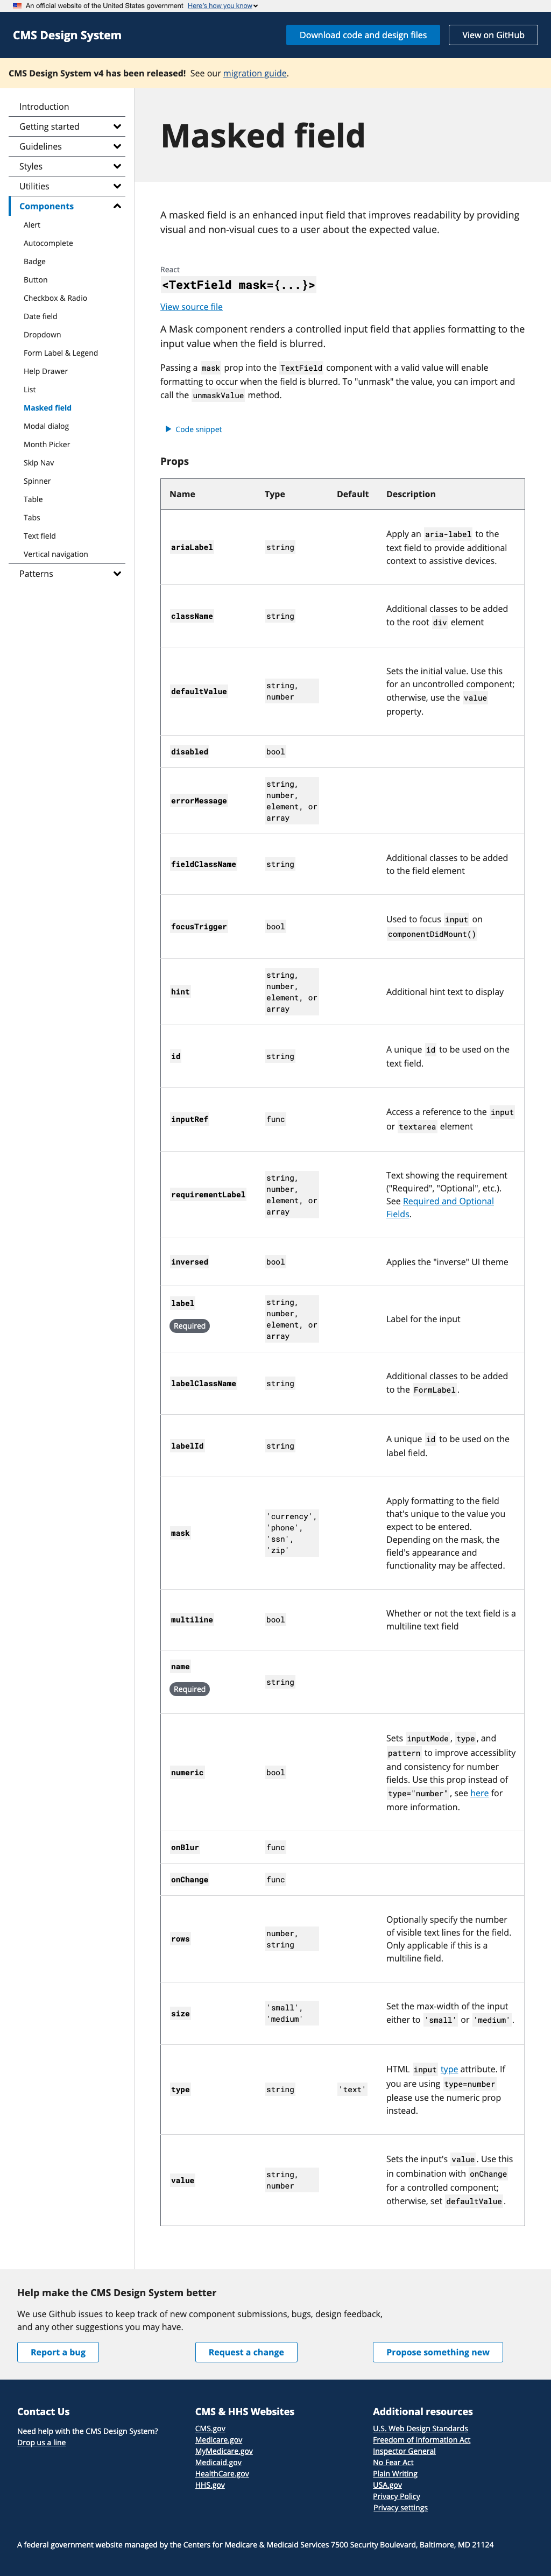 An official website of the United States government Here's how you know
CMS Design System
Download code and design files
View on GitHub
CMS Design System v4 has been released! See our migration guide.
Introduction
Getting started
Guidelines
Styles
Utilities
Components
Alert
Autocomplete
Badge
Button
Checkbox & Radio
Date field
Dropdown
Form Label & Legend
Help Drawer
List
Masked field
Modal dialog
Month Picker
Skip Nav
Spinner
Table
Tabs
Text field
Vertical navigation
Patterns
Masked field
A masked field is an enhanced input field that improves readability by providing
visual and non-visual cues to a user about the expected value.
React
<TextField mask={...}>
View source file
A Mask component renders a controlled input field that applies formatting to the
input value when the field is blurred.
Passing a mask prop into the TextField component with a valid value will enable
formatting to occur when the field is blurred. To "unmask" the value, you can import and
call the unmaskValue method.
Code snippet
Props
Name Type Default Description
ariaLabel string Apply an aria-label to the
text field to provide additional
context to assistive devices.
className string Additional classes to be added
to the root div element
defaultValue string, number Sets the initial value. Use this
for an uncontrolled component;
otherwise, use the value
property.
disabled bool
errorMessage string,
number,
element, or
array
fieldClassName string Additional classes to be added
to the field element
focusTrigger bool Used to focus input on
componentDidMount()
hint string,
number,
element, or
array
Additional hint text to display
id string A unique id to be used on the
text field.
inputRef func Access a reference to the input
or textarea element
requirementLabel string,
number,
element, or
array
Text showing the requirement
("Required", "Optional", etc.).
See Required and Optional
Fields.
inversed bool Applies the "inverse" UI theme
label
Required
string,
number,
element, or
array
Label for the input
labelClassName string Additional classes to be added
to the FormLabel.
labelId string A unique id to be used on the
label field.
mask 'currency',
'phone',
'ssn',
'zip'
Apply formatting to the field
that's unique to the value you
expect to be entered.
Depending on the mask, the
field's appearance and
functionality may be affected.
multiline bool Whether or not the text field is a
multiline text field
name
Required
string
numeric bool Sets inputMode, type, and
pattern to improve accessiblity
and consistency for number
fields. Use this prop instead of
type="number", see here for
more information.
onBlur func
onChange func
rows number,
string
Optionally specify the number
of visible text lines for the field.
Only applicable if this is a
multiline field.
size 'small',
'medium'
Set the max-width of the input
either to 'small' or 'medium'.
type string 'text' HTML input type attribute. If
you are using type=number
please use the numeric prop
instead.
value string,
number
Sets the input's value. Use this
in combination with onChange
for a controlled component;
otherwise, set defaultValue.
Help make the CMS Design System better
We use Github issues to keep track of new component submissions, bugs, design feedback,
and any other suggestions you may have.
Report a bug
Request a change
Propose something new
Contact Us
Need help with the CMS Design System?
Drop us a line
CMS & HHS Websites
CMS.gov
Medicare.gov
MyMedicare.gov
Medicaid.gov
HealthCare.gov
HHS.gov
Additional resources
U.S. Web Design Standards
Freedom of Information Act
Inspector General
No Fear Act
Plain Writing
USA.gov
Privacy Policy
Privacy settings
A federal government website managed by the Centers for Medicare & Medicaid Services 7500 Security Boulevard, Baltimore, MD 21124